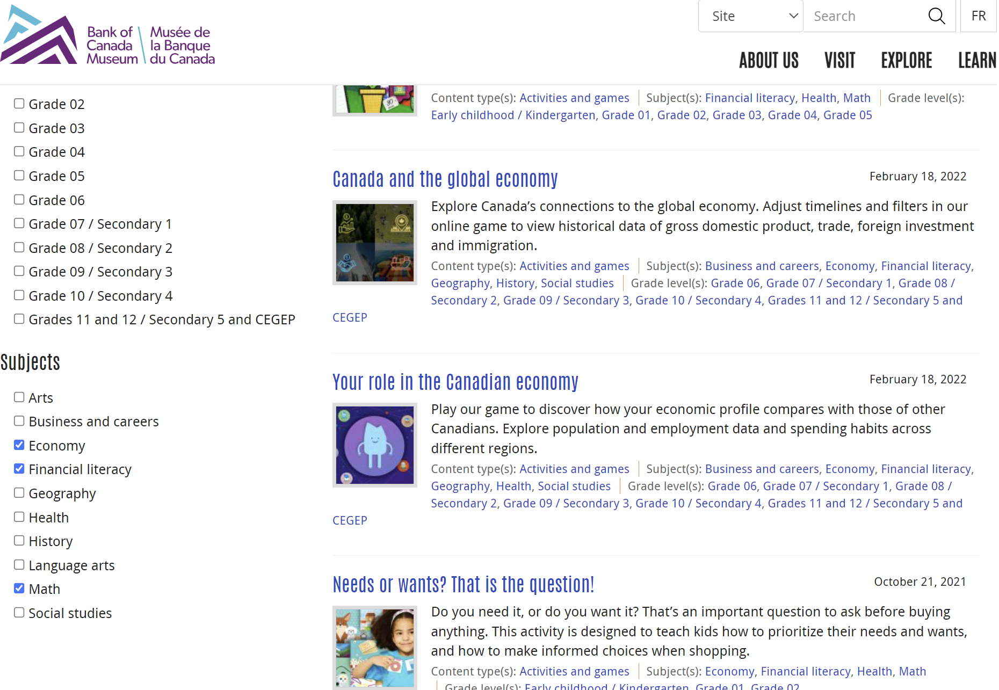 Bank of Canada Museum
Musée de la Banque du Canada
Site
Search
FR
ABOUT US
VISIT
EXPLORE
LEARN
Grade 02
Grade 03
Grade 04
Grade 05
Grade 06
Grade 07 / Secondary 1
Grade 08 / Secondary 2
Grade 09 / Secondary 3
Grade 10 / Secondary 4
Grades 11 and 12 / Secondary 5 and CEGEP
Subjects
Arts
Business and careers
Economy
Financial literacy
Geography
Health
History
Language arts
Math
Social studies
Content type(s): Activities and games | Subject(s): Financial literacy, Health, Math | Grade level(s):
Early childhood / Kindergarten, Grade 01, Grade 02, Grade 03, Grade 04, Grade 05
Canada and the global economy
February 18, 2022
Explore Canada’s connections to the global economy. Adjust timelines and filters in our
online game to view historical data of gross domestic product, trade, foreign investment
and immigration.
Content type(s): Activities and games | Subject(s): Business and careers, Economy, Financial literacy,
Geography, History, Social studies | Grade level(s): Grade 06, Grade 07 / Secondary 1, Grade 08 /
Secondary 2, Grade 09 / Secondary 3, Grade 10 / Secondary 4, Grades 11 and 12 / Secondary 5 and
CEGEP
Your role in the Canadian economy
February 18, 2022
Play our game to discover how your economic profile compares with those of other
Canadians. Explore population and employment data and spending habits across
different regions.
Content type(s): Activities and games | Subject(s): Business and careers, Economy, Financial literacy,
Geography, Health, Social studies | Grade level(s): Grade 06, Grade 07 / Secondary 1, Grade 08 /
Secondary 2, Grade 09 / Secondary 3, Grade 10 / Secondary 4, Grades 11 and 12 / Secondary 5 and
CEGEP
Needs or wants? That is the question!
October 21, 2021
Do you need it, or do you want it? That’s an important question to ask before buying
anything. This activity is designed to teach kids how to prioritize their needs and wants,
and how to make informed choices when shopping.
Content type(s): Activities and games | Subject(s): Economy, Financial literacy, Health, Math
| Grade level(s): Early childhood / Kindergarten, Grade 01, Grade 02